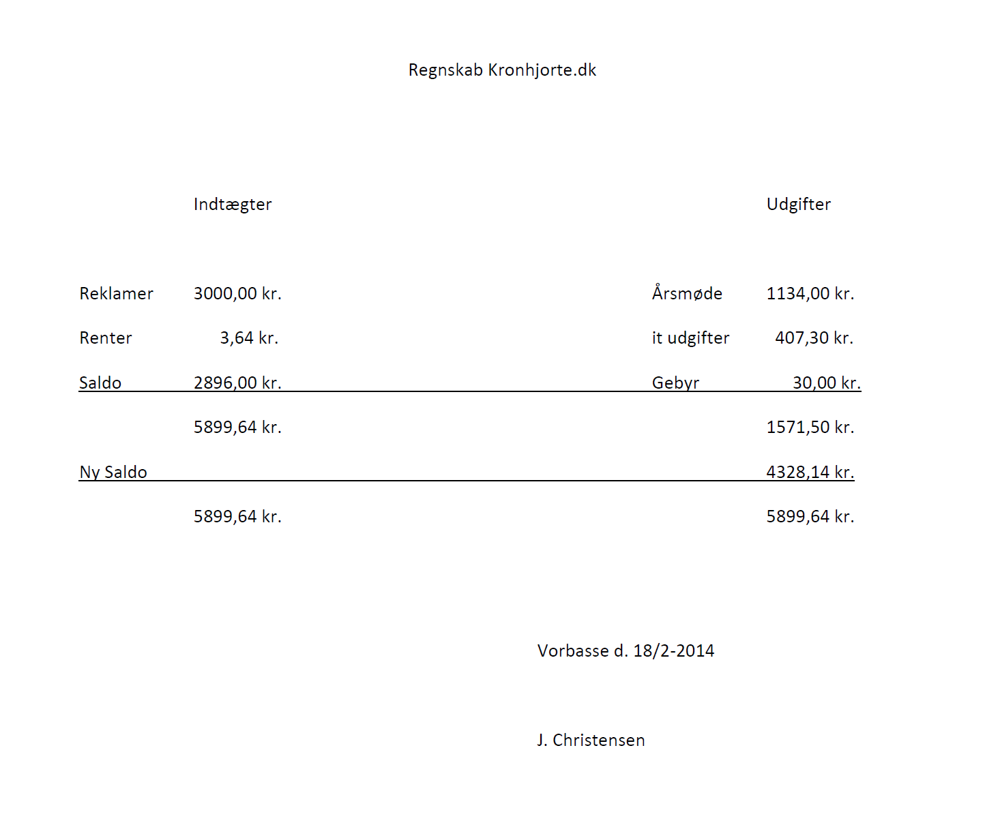 Regnskab Kronhjorte.dk
Indtægter Udgifter
Reklamer 3000,00 kr. Årsmøde 1134,00 kr.
Renter 3,64 kr. it udgifter 407,30 kr.
Saldo 2896,00 kr. Gebyr 30,00 kr.
5899,64 kr. 1571,50 kr.
Ny Saldo 4328,14 kr.
5899,64 kr. 5899,64 kr.
Vorbasse d. 18/2-2014
J. Christensen